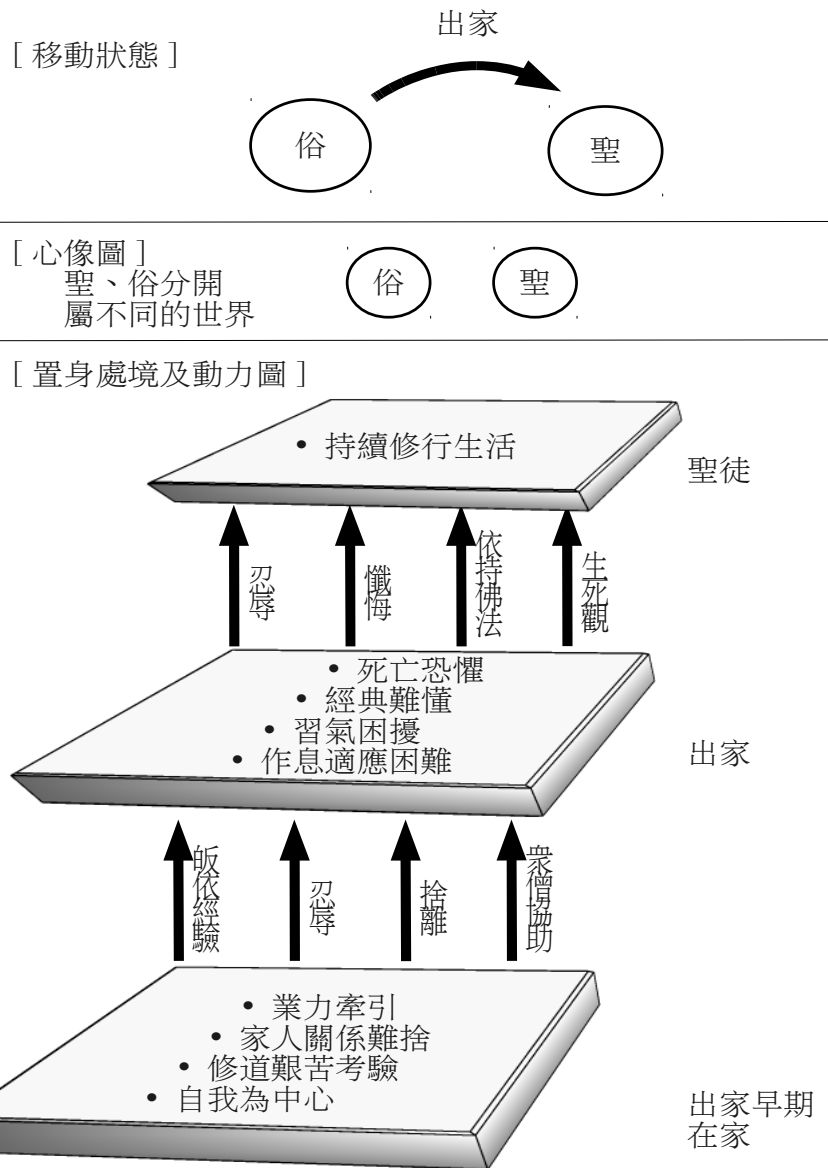 出家
[ 移動狀態 ]
俗
聖
[ 心像圖 ]
聖、俗分開
屬不同的世界
俗
聖
[ 置身處境及動力圖 ]
• 持續修行生活
聖徒
忍辱
懺悔
依持佛法
生死觀
• 死亡恐懼
• 經典難懂
• 習氣困擾
• 作息適應困難
出家
皈依經驗
忍辱
捨離
眾僧協助
• 業力牽引
• 家人關係難捨
• 修道艱苦考驗
• 自我為中心
出家早期
在家